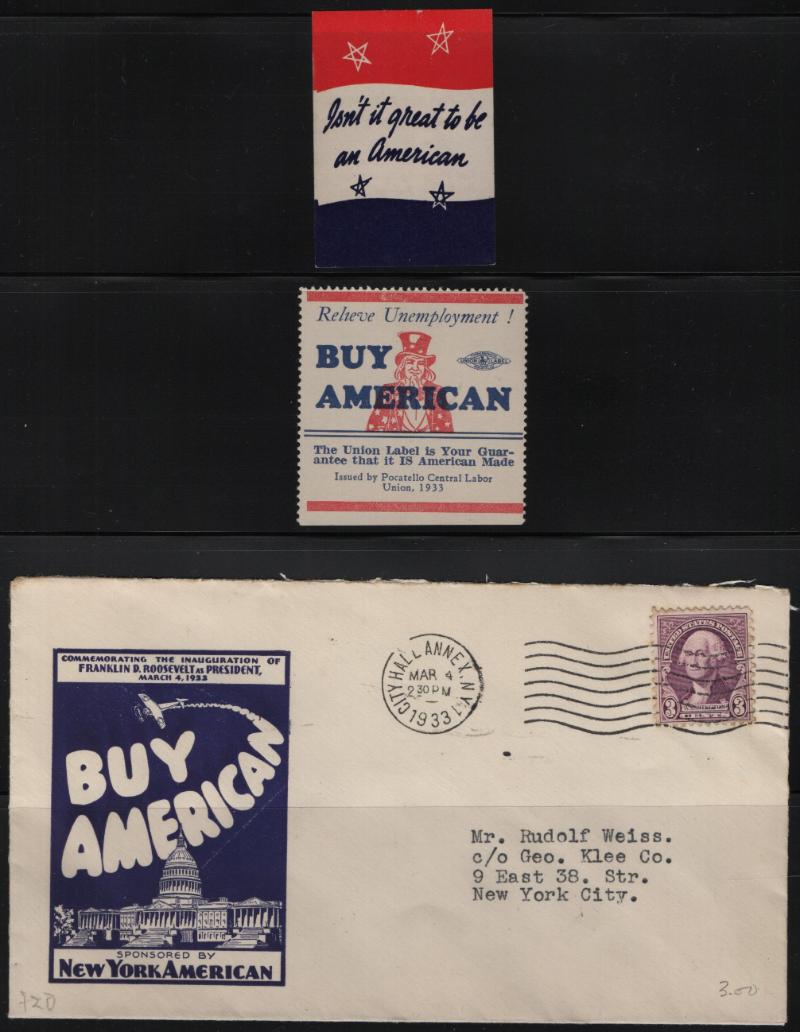 Isn't it great to be
an American
Relieve Unemployment !
BUY
UNION LABEL
AMERICAN
The Union Label is Your Guar-
antee that it IS American Made
Issued by Pocatello Central Labor
Union, 1933
COMMEMORATING THE INAUGURATION OF
FRANKLIN D. ROOSEVELT AS PRESIDENT,
MARCH 4, 1933
BUY
AMERICAN
SPONSORED BY
NEW YORK AMERICAN
CITY HALL ANNEX, N.Y.
MAR 4
2 30 PM
1933
UNITED STATES POSTAGE
3 CENTS 3
Mr. Rudolf Weiss.
c/o Geo. Klee Co.
9 East 38. Str.
New York City.
3.00